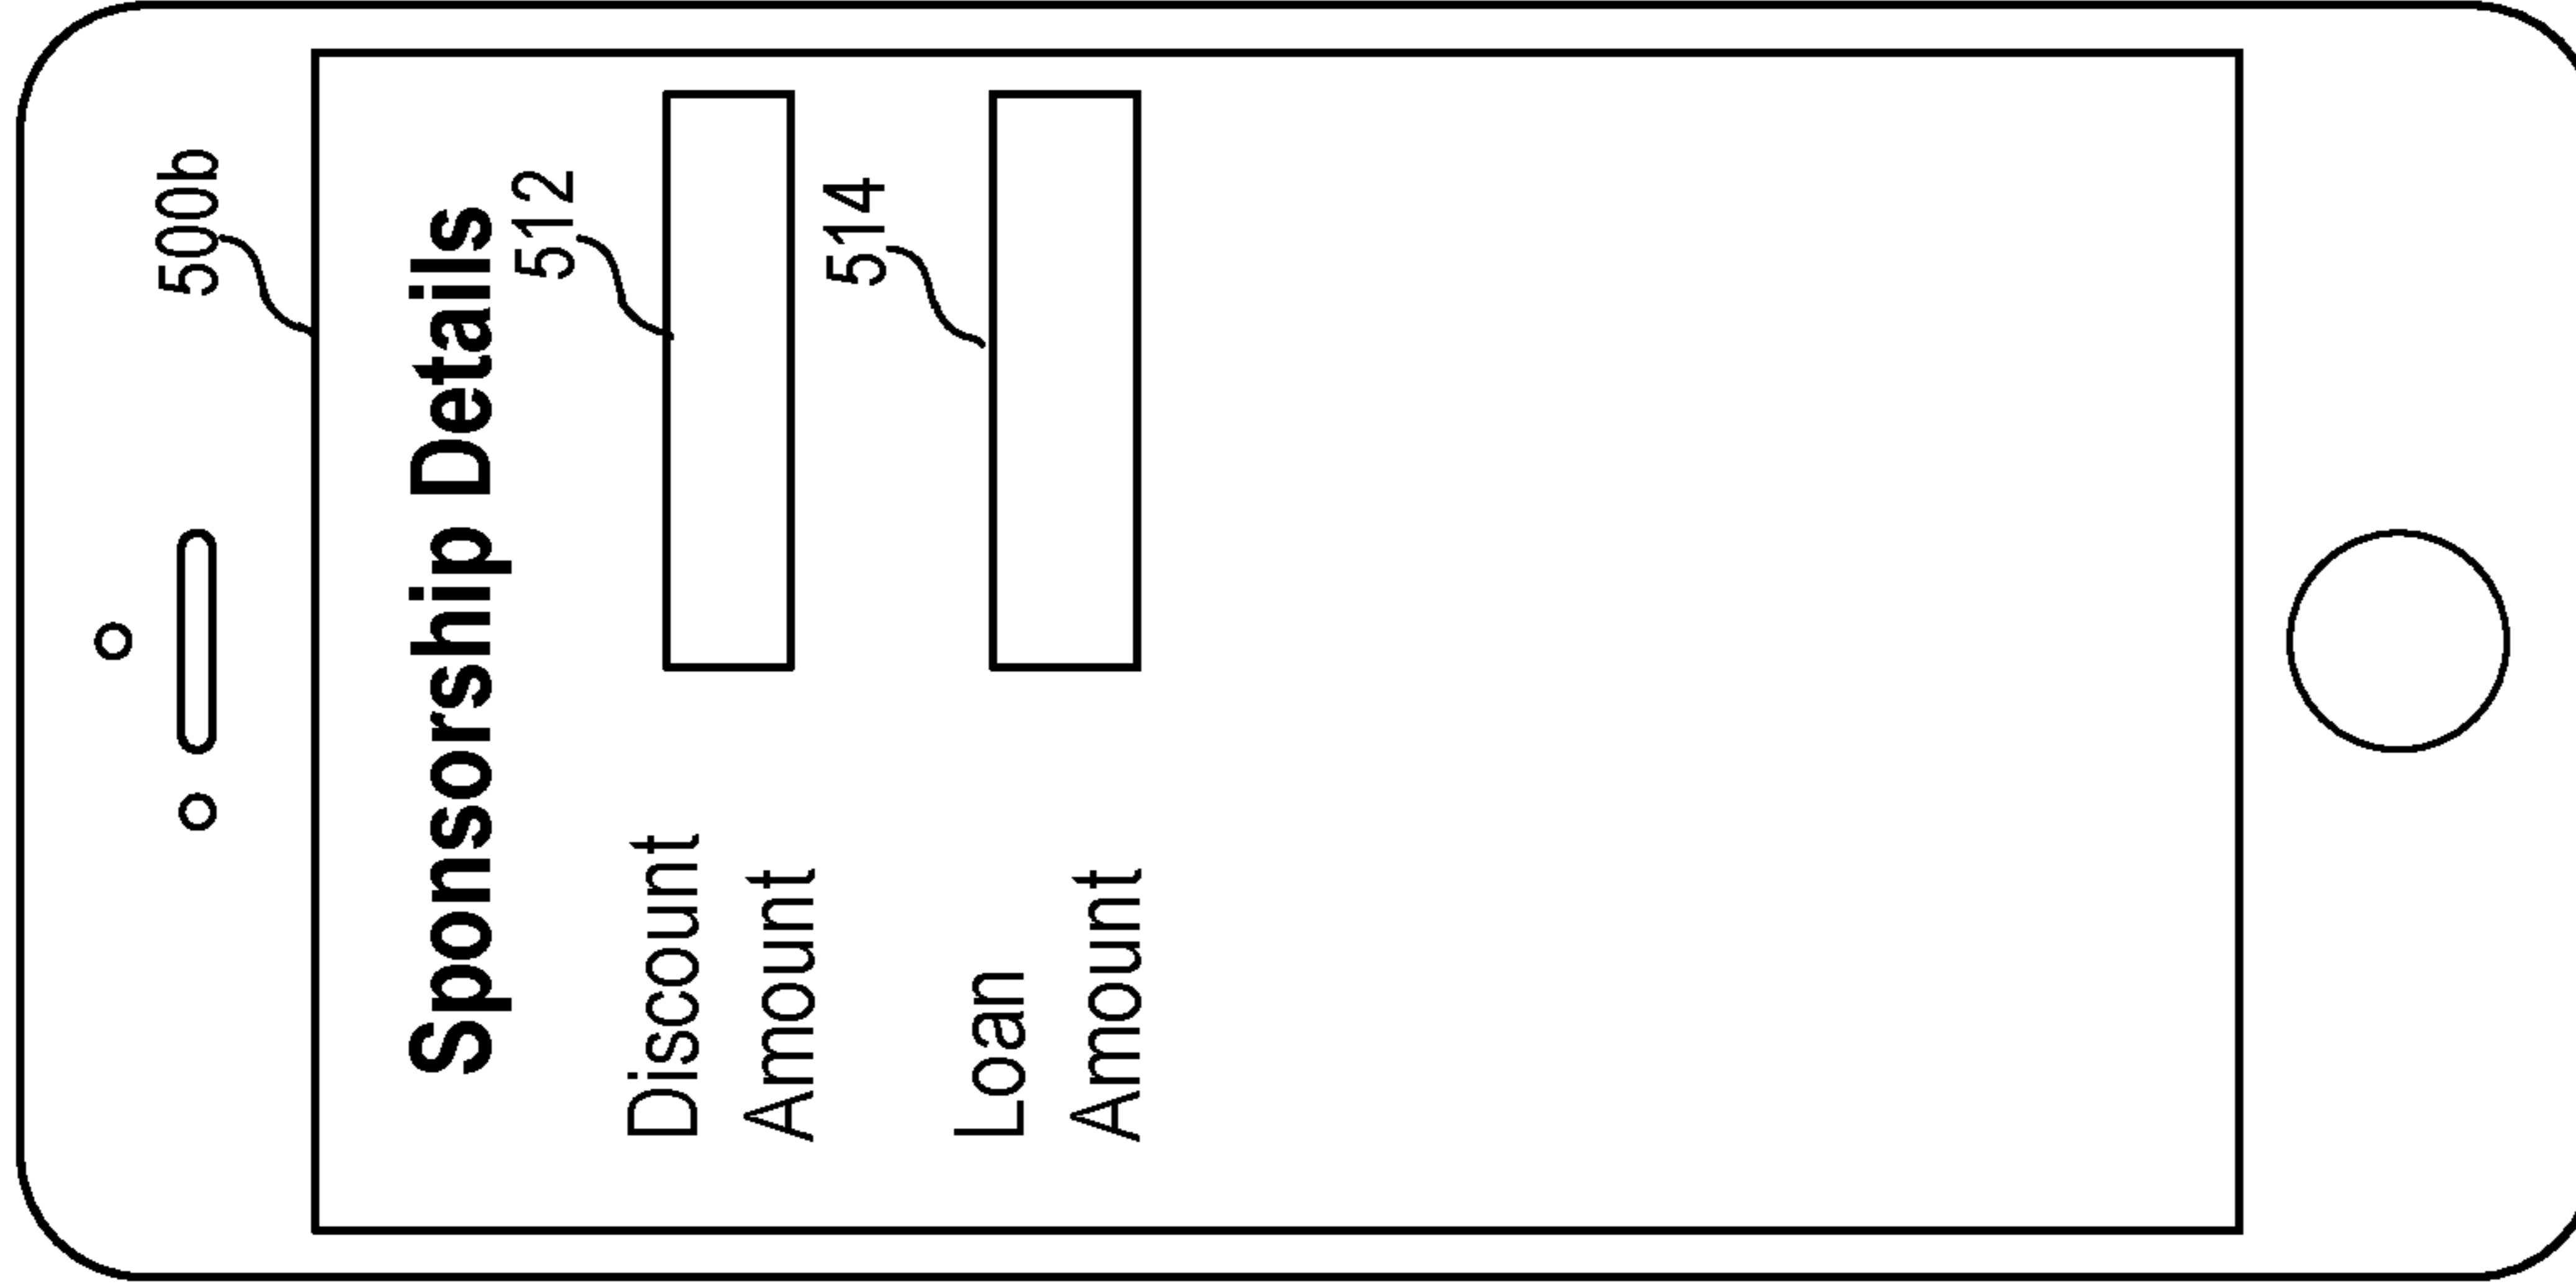 500b
Sponsorship Details
512
Discount
Amount
514
Loan
Amount